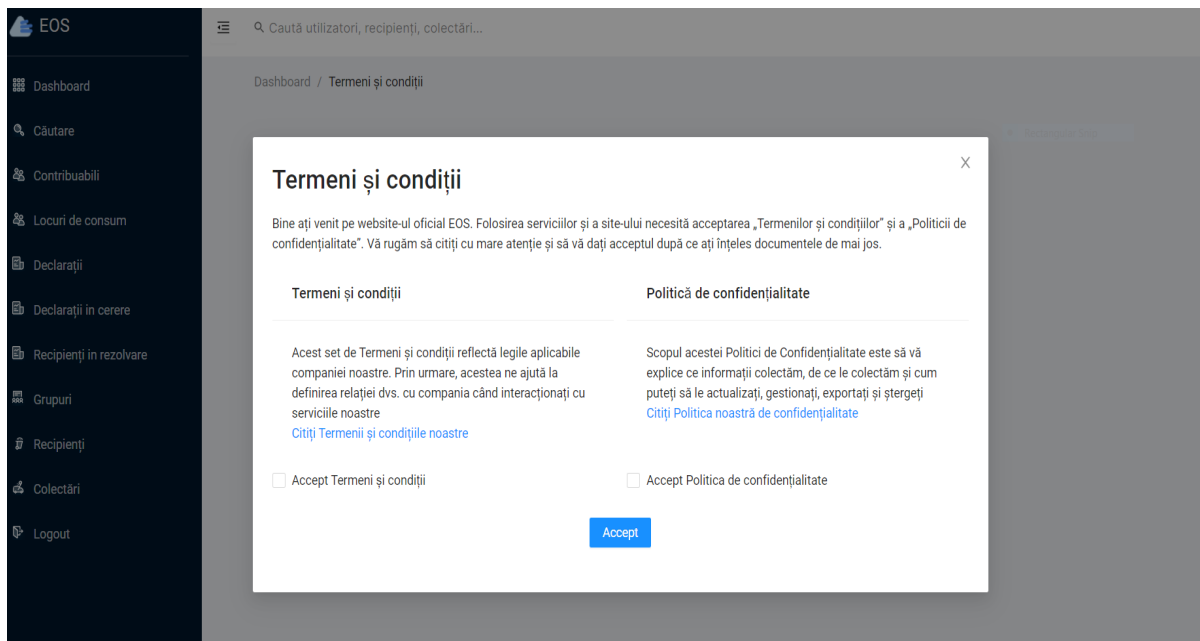 EOS
Caută utilizatori, recipienți, colectări...
Dashboard
Căutare
Contribuabili
Locuri de consum
Declarații
Declarații in cerere
Recipienți in rezolvare
Grupuri
Recipienți
Colectări
Logout
Dashboard / Termeni și condiții
X
Termeni și condiții
Bine ați venit pe website-ul oficial EOS. Folosirea serviciilor și a site-ului necesită acceptarea „Termenilor și condițiilor” și a „Politicii de
confidențialitate”. Vă rugăm să citiți cu mare atenție și să vă dați acceptul după ce ați înțeles documentele de mai jos.
Termeni și condiții
Acest set de Termeni și condiții reflectă legile aplicabile
companiei noastre. Prin urmare, acestea ne ajută la
definirea relației dvs. cu compania când interacționați cu
serviciile noastre
Citiți Termenii și condițiile noastre
Accept Termeni și condiții
Politică de confidențialitate
Scopul acestei Politici de Confidențialitate este să vă
explice ce informații colectăm, de ce le colectăm și cum
puteți să le actualizați, gestionați, exportați și ștergeți
Citiți Politica noastră de confidențialitate
Accept Politica de confidențialitate
Accept